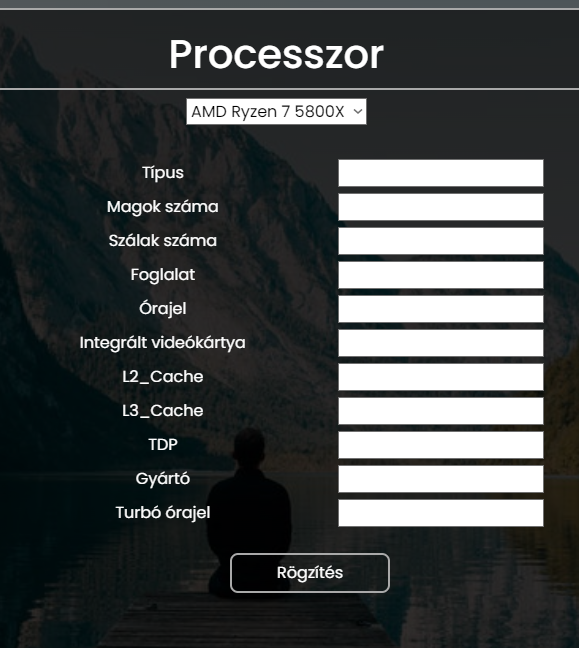 Processzor
AMD Ryzen 7 5800X
Típus
Magok száma
Szálak száma
Foglalat
Órajel
Integrált videókártya
L2_Cache
L3_Cache
TDP
Gyártó
Turbó órajel
Rögzítés